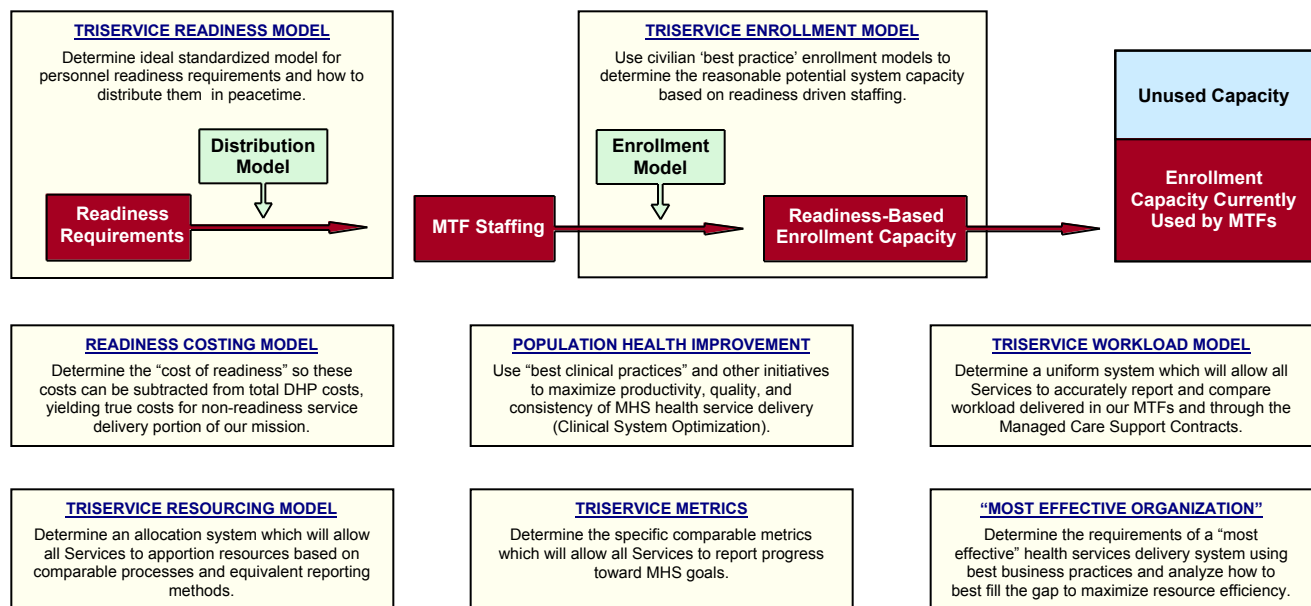 TRISERVICE READINESS MODEL
Determine ideal standardized model for
personnel readiness requirements and how to
distribute them in peacetime.
Distribution
Model
Readiness
Requirements
MTF Staffing
TRISERVICE ENROLLMENT MODEL
Use civilian ‘best practice’ enrollment models to
determine the reasonable potential system capacity
based on readiness driven staffing.
Enrollment
Model
Readiness-Based
Enrollment Capacity
Unused Capacity
Enrollment
Capacity Currently
Used by MTFs
READINESS COSTING MODEL
Determine the “cost of readiness” so these
costs can be subtracted from total DHP costs,
yielding true costs for non-readiness service
delivery portion of our mission.
POPULATION HEALTH IMPROVEMENT
Use “best clinical practices” and other initiatives
to maximize productivity, quality, and
consistency of MHS health service delivery
(Clinical System Optimization).
TRISERVICE WORKLOAD MODEL
Determine a uniform system which will allow all
Services to accurately report and compare
workload delivered in our MTFs and through the
Managed Care Support Contracts.
TRISERVICE RESOURCING MODEL
Determine an allocation system which will allow
all Services to apportion resources based on
comparable processes and equivalent reporting
methods.
TRISERVICE METRICS
Determine the specific comparable metrics
which will allow all Services to report progress
toward MHS goals.
“MOST EFFECTIVE ORGANIZATION”
Determine the requirements of a “most
effective” health services delivery system using
best business practices and analyze how to
best fill the gap to maximize resource efficiency.